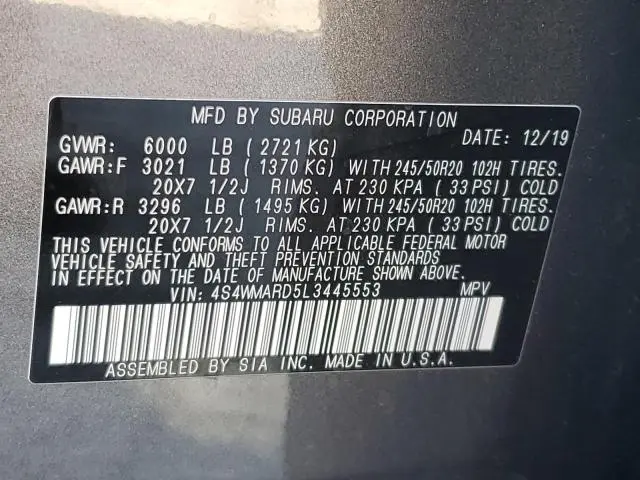 MFD BY SUBARU CORPORATION
GVWR: 6000 LB ( 2721 KG) DATE: 12/19
GAWR:F 3021 LB ( 1370 KG) WITH 245/50R20 102H TIRES.
20X7 1/2J RIMS. AT 230 KPA ( 33 PSI) COLD
GAWR:R 3296 LB ( 1495 KG) WITH 245/50R20 102H TIRES.
20X7 1/2J RIMS. AT 230 KPA ( 33 PSI) COLD
THIS VEHICLE CONFORMS TO ALL APPLICABLE FEDERAL MOTOR
VEHICLE SAFETY AND THEFT PREVENTION STANDARDS
IN EFFECT ON THE DATE OF MANUFACTURE SHOWN ABOVE.
VIN: 4S4WMARD5L3445553 MPV
ASSEMBLED BY SIA INC. MADE IN U.S.A.